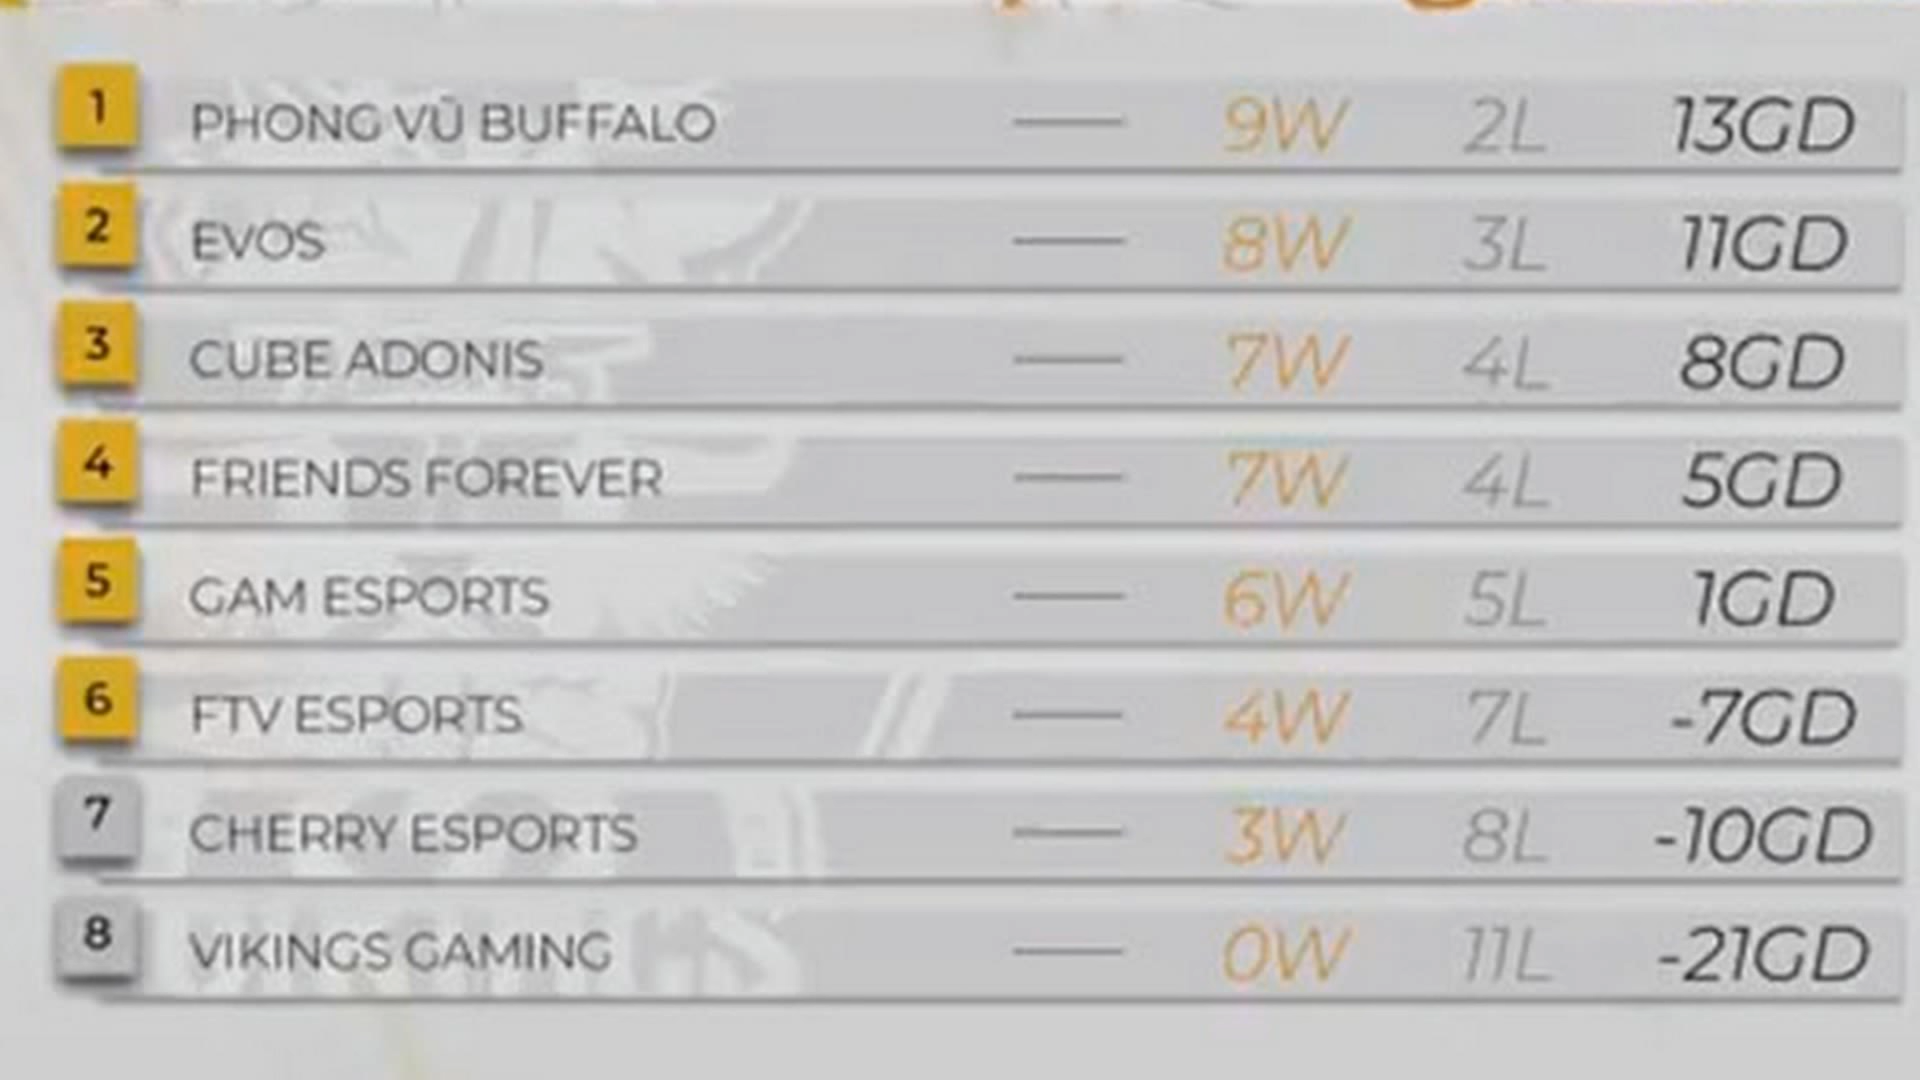 1 PHONG VŨ BUFFALO — 9W 2L 13GD
2 EVOS — 8W 3L 11GD
3 CUBE ADONIS — 7W 4L 8GD
4 FRIENDS FOREVER — 7W 4L 5GD
5 GAM ESPORTS — 6W 5L 1GD
6 FTV ESPORTS — 4W 7L -7GD
7 CHERRY ESPORTS — 3W 8L -10GD
8 VIKINGS GAMING — 0W 11L -21GD